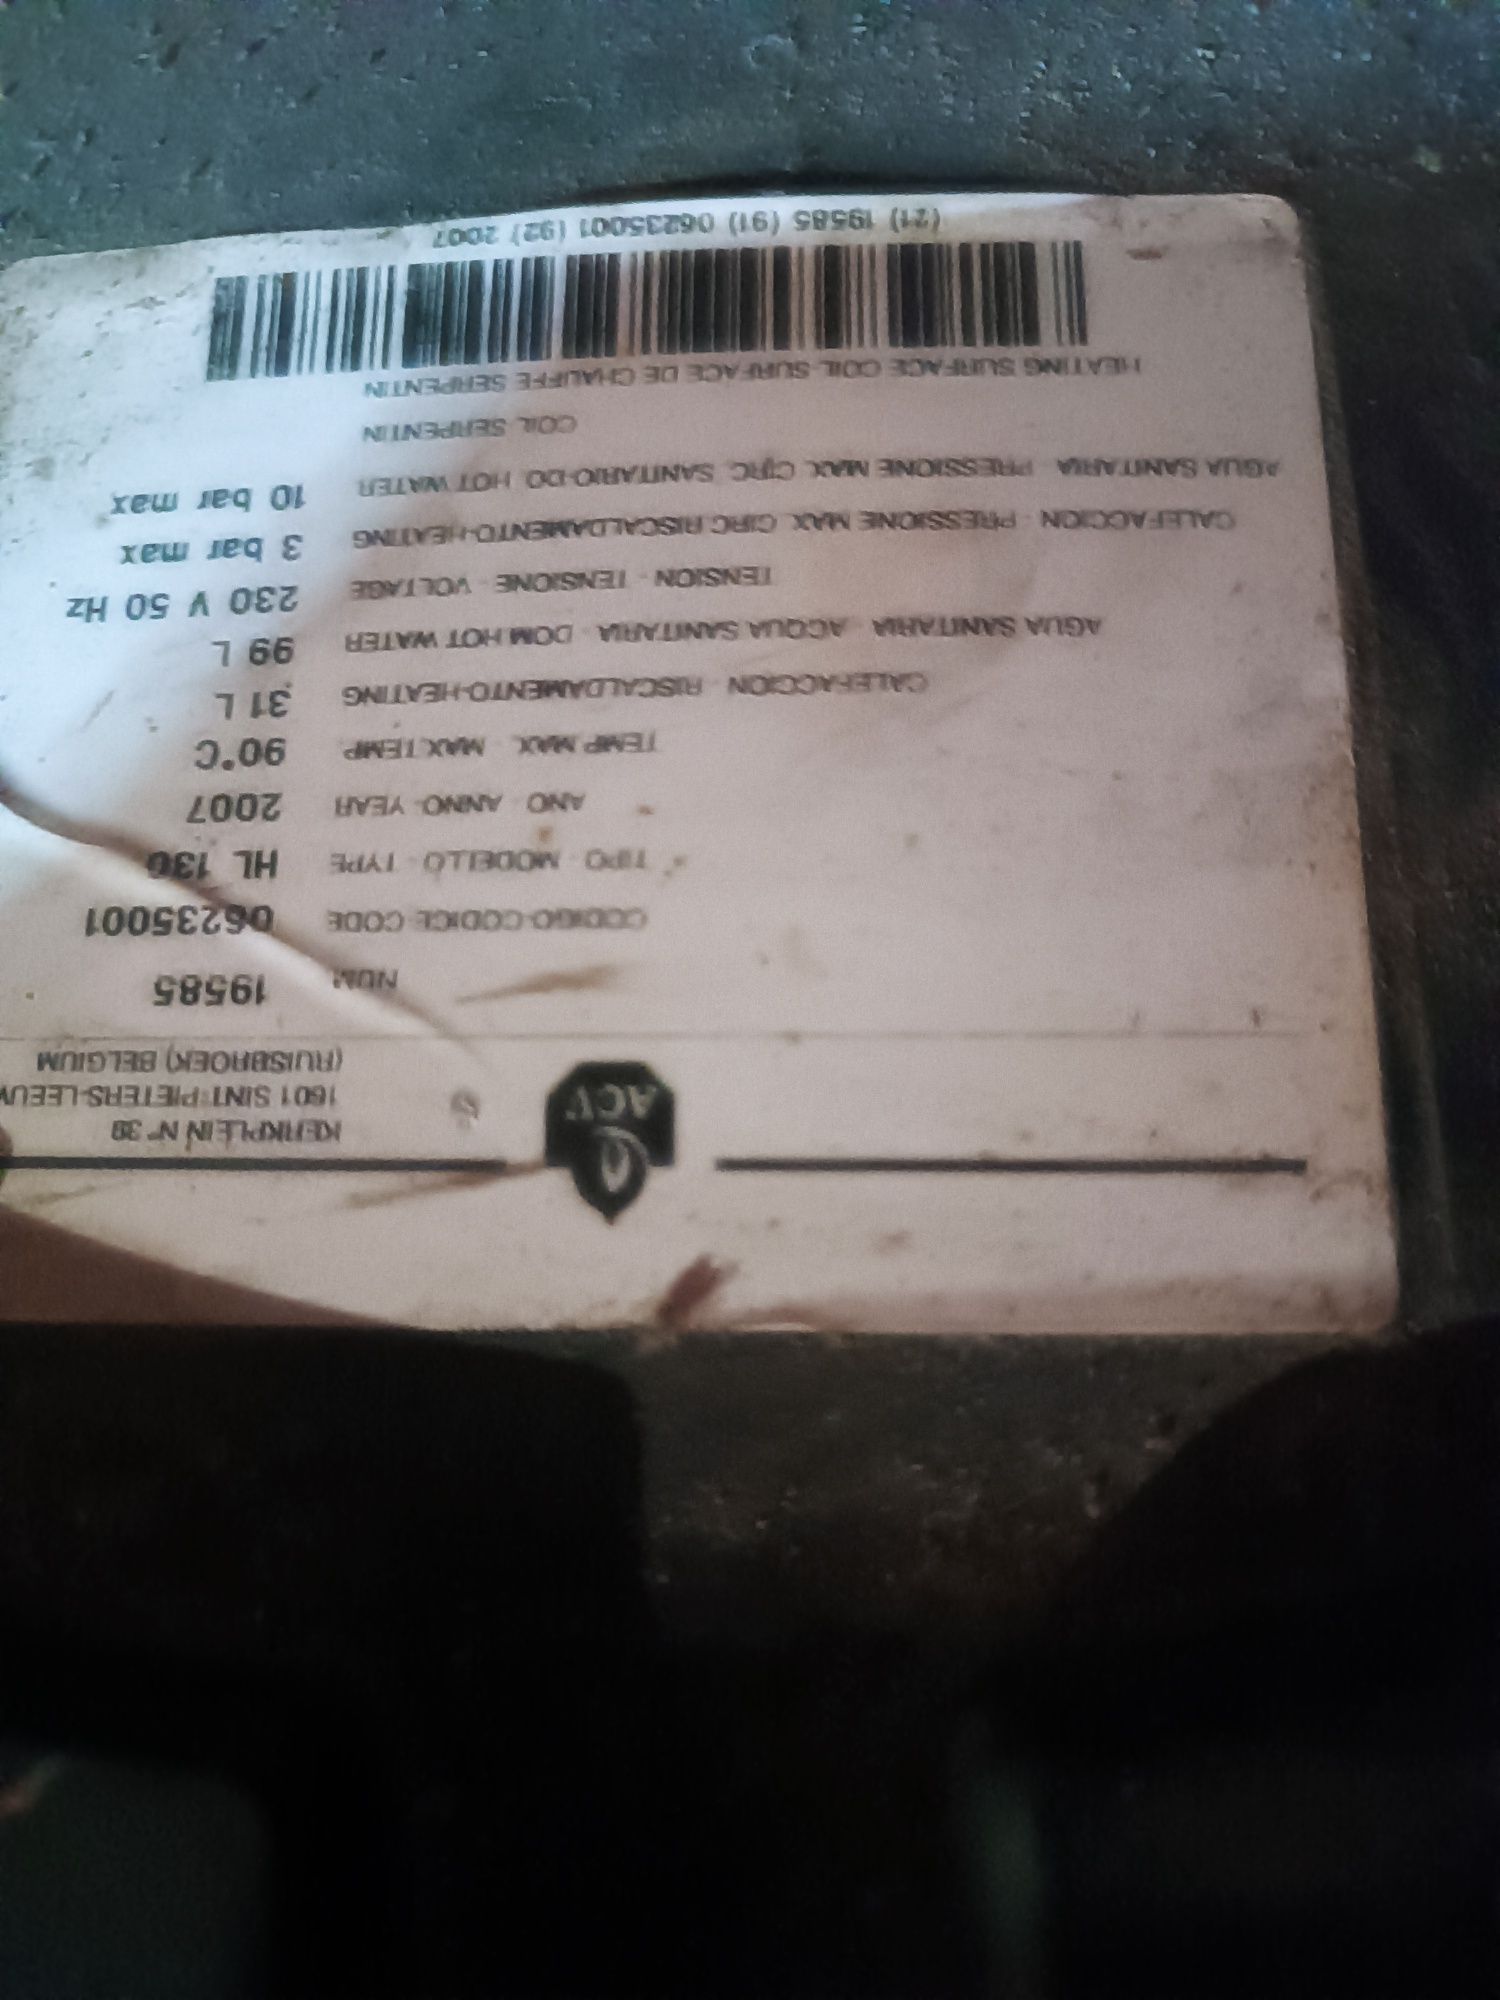 ACV
KERKPLEIN N° 39
1601 SINT-PIETERS-LEEUW
(RUISBROEK) BELGIUM
NUM 19585
CODIGO-CODICE-CODE 06235001
TIPO - MODELLO - TYPE HL 130
ANO - ANNO - YEAR 2007
TEMP MAX. - MAX.TEMP. 90°C
CALEFACCION - RISCALDAMENTO-HEATING 31 L
AGUA SANITARIA - ACQUA SANITARIA - DOM.HOT WATER 99 L
TENSION - TENSIONE - VOLTAGE 230 V 50 Hz
CALEFACCION - PRESSIONE MAX. CIRC.RISCALDAMENTO-HEATING 3 bar max
AGUA SANITARIA - PRESSIONE MAX. CIRC. SANITARIO-DO. HOT WATER 10 bar max
COIL SERPENTIN
HEATING SURFACE COIL SURFACE DE CHAUFFE SERPENTIN
(21) 19585 (91) 06235001 (92) 2007